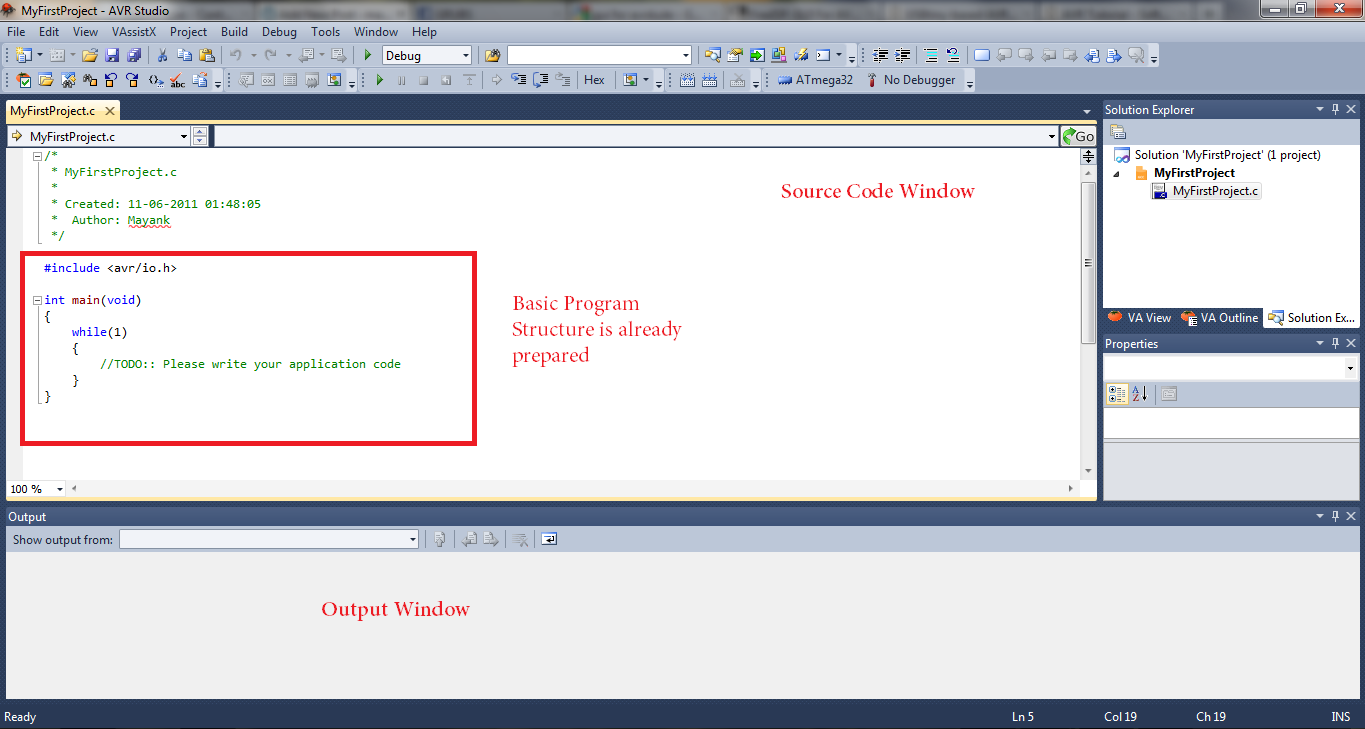 MyFirstProject - AVR Studio
File Edit View VAssistX Project Build Debug Tools Window Help
Debug
Hex ATmega32 No Debugger
MyFirstProject.c
MyFirstProject.c
Go
/*
* MyFirstProject.c
*
* Created: 11-06-2011 01:48:05
* Author: Mayank
*/
#include <avr/io.h>
int main(void)
{
while(1)
{
//TODO:: Please write your application code
}
}
Source Code Window
Basic Program
Structure is already
prepared
100 %
Solution Explorer
Solution 'MyFirstProject' (1 project)
MyFirstProject
MyFirstProject.c
VA View VA Outline Solution Ex...
Properties
Output
Show output from:
Output Window
Ready Ln 5 Col 19 Ch 19 INS